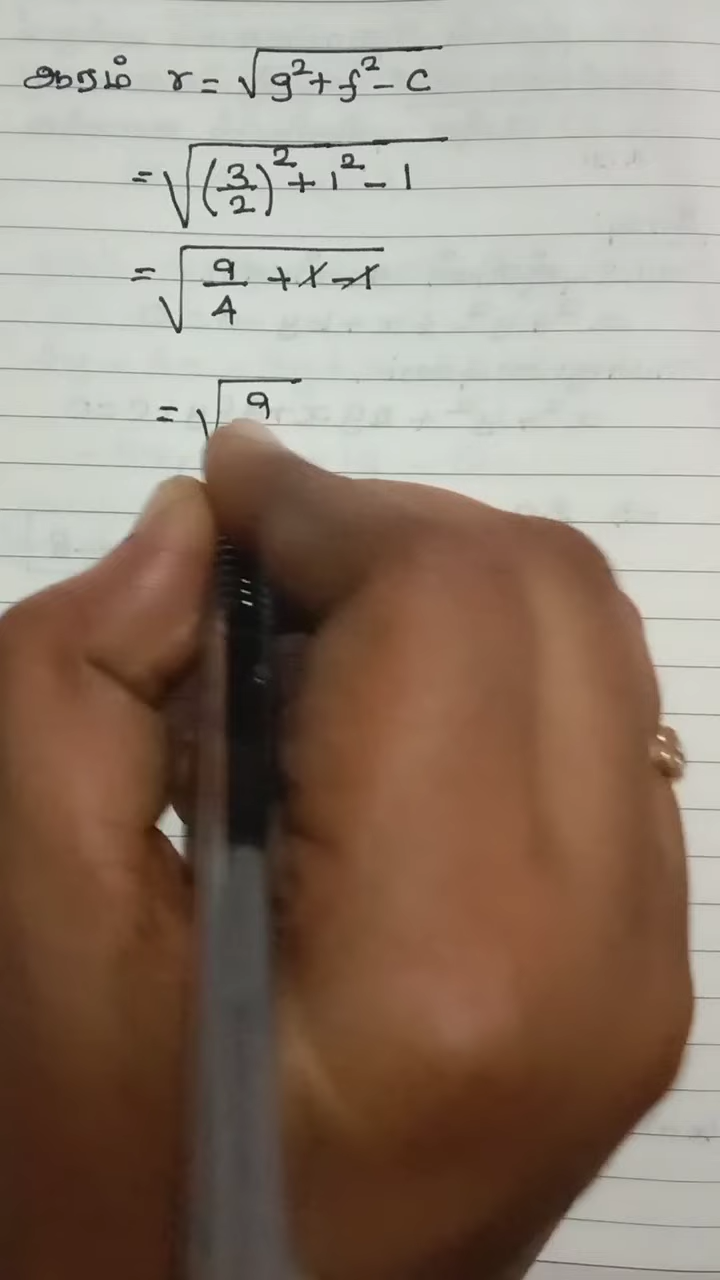 ஆரம் r = √g²+f²-c
= √(3/2)²+1²-1
= √9/4 +1-1
= √9